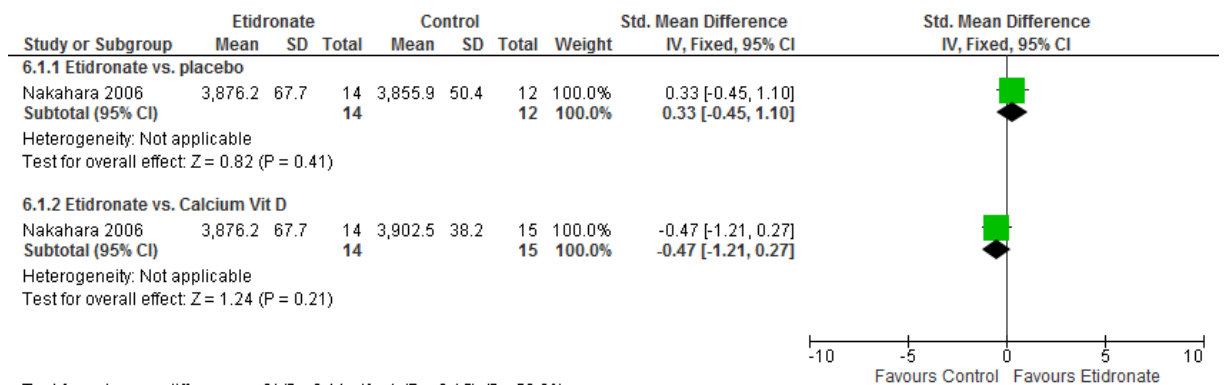 Etidronate Control Std. Mean Difference Std. Mean Difference
Study or Subgroup Mean SD Total Mean SD Total Weight IV, Fixed, 95% CI IV, Fixed, 95% CI
6.1.1 Etidronate vs. placebo
Nakahara 2006 3,876.2 67.7 14 3,855.9 50.4 12 100.0% 0.33 [-0.45, 1.10]
Subtotal (95% CI) 14 12 100.0% 0.33 [-0.45, 1.10]
Heterogeneity: Not applicable
Test for overall effect: Z = 0.82 (P = 0.41)
6.1.2 Etidronate vs. Calcium Vit D
Nakahara 2006 3,876.2 67.7 14 3,902.5 38.2 15 100.0% -0.47 [-1.21, 0.27]
Subtotal (95% CI) 14 15 100.0% -0.47 [-1.21, 0.27]
Heterogeneity: Not applicable
Test for overall effect: Z = 1.24 (P = 0.21)
-10 -5 0 5 10
Favours Control Favours Etidronate